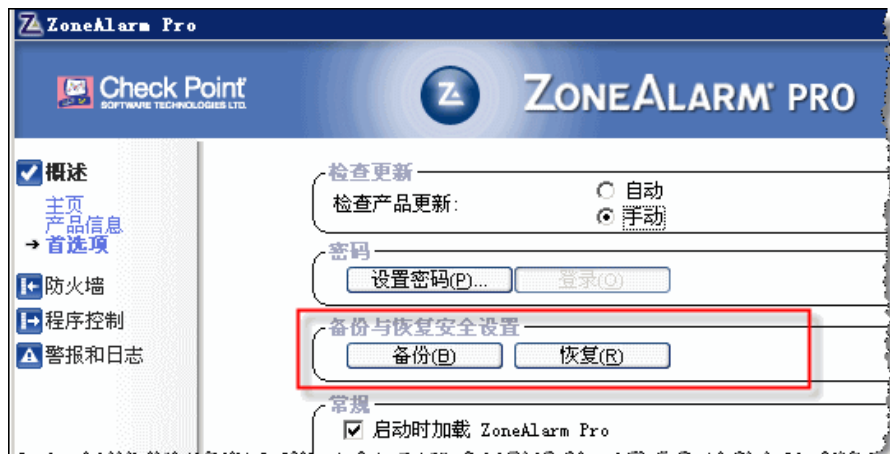 ZoneAlarm Pro
Check Point
SOFTWARE TECHNOLOGIES LTD.
ZONEALARM PRO
概述
主页
产品信息
→ 首选项
防火墙
程序控制
警报和日志
检查更新
检查产品更新:
自动
手动
密码
设置密码(P)...
登录(O)
备份与恢复安全设置
备份(B)
恢复(R)
常规
启动时加载 ZoneAlarm Pro